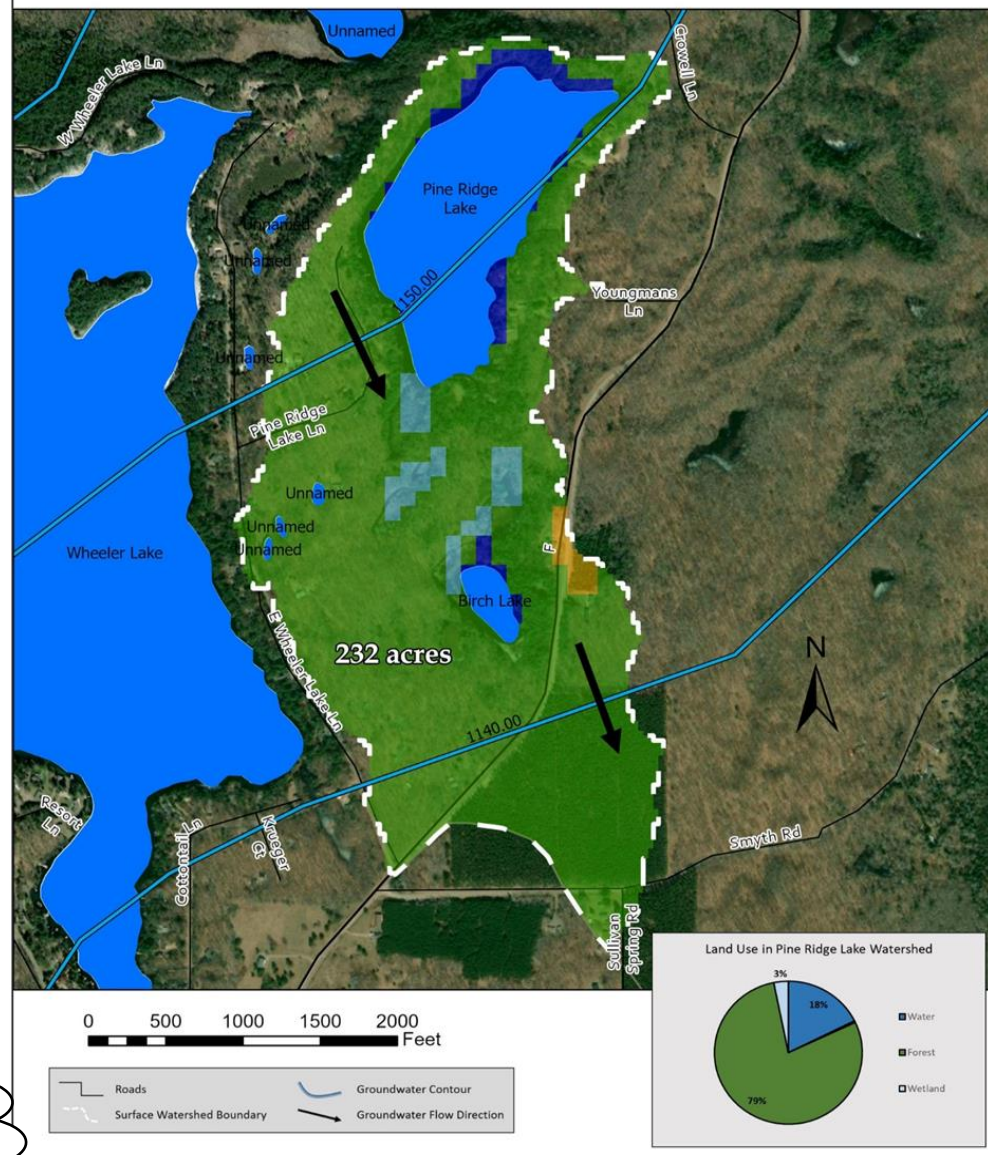 Unnamed
W Wheeler Lake Ln
Crowell Ln
Pine Ridge
Lake
Unnamed
Unnamed
Youngmans
Ln
1150.00
Unnamed
Pine Ridge
Lake Ln
Unnamed
Unnamed
Unnamed
Wheeler Lake
F
Birch Lake
232 acres
E Wheeler Lake Ln
N
1140.00
Resort
Ln
Cottontail Ln
Krueger
Ct
Smyth Rd
Sullivan
Spring Rd
Land Use in Pine Ridge Lake Watershed
3%
18%
79%
Water
Forest
Wetland
0 500 1000 1500 2000
Feet
Roads
Groundwater Contour
Surface Watershed Boundary
Groundwater Flow Direction